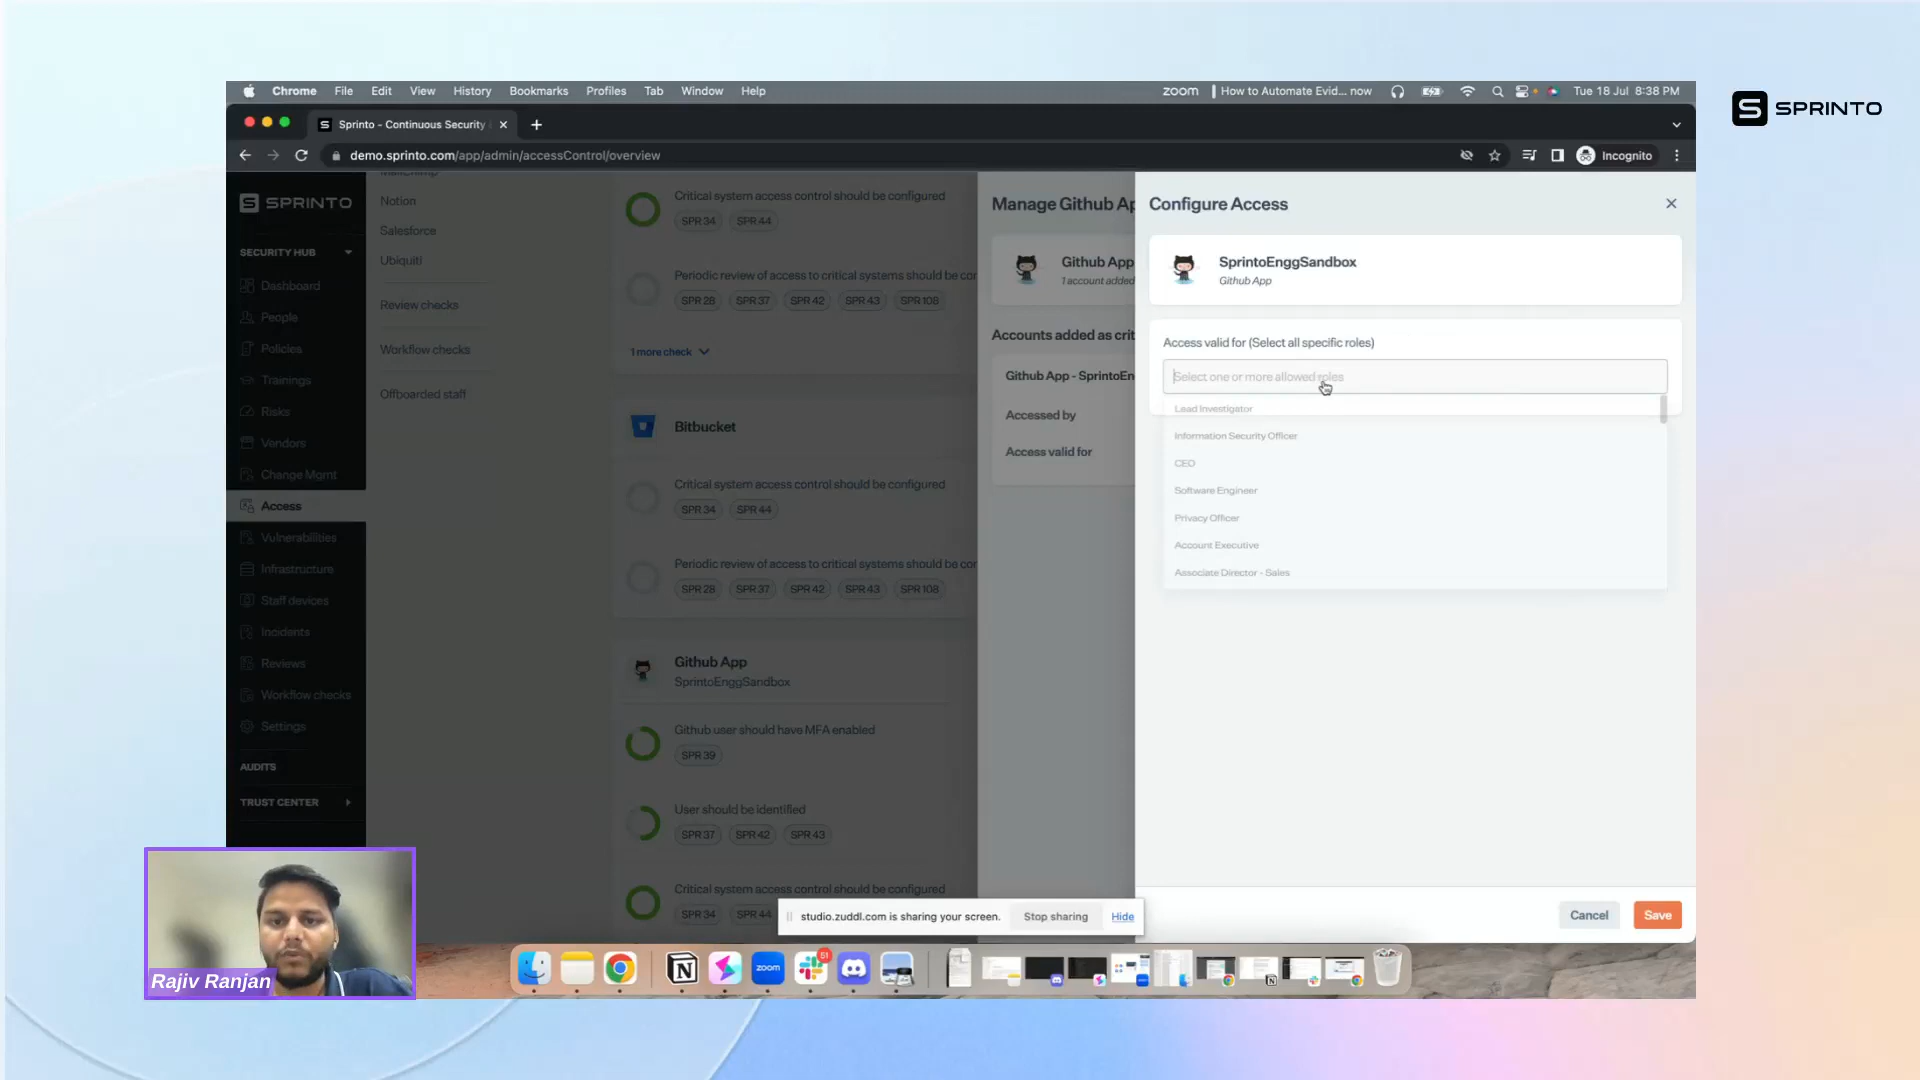 Chrome File Edit View History Bookmarks Profiles Tab Window Help
zoom How to Automate Evid... now Tue 18 Jul 8:38 PM
SPRINTO
Sprinto - Continuous Security
demo.sprinto.com/app/admin/accessControl/overview
Incognito
SPRINTO
SECURITY HUB
Dashboard
People
Policies
Trainings
Risks
Vendors
Change Mgmt
Access
Vulnerabilities
Infrastructure
Staff devices
Incidents
Reviews
Workflow checks
Settings
AUDITS
TRUST CENTER
Notion
Salesforce
Ubiquiti
Review checks
Workflow checks
Offboarded staff
Critical system access control should be configured
SPR 34 SPR 44
Periodic review of access to critical systems should be cor
SPR 28 SPR 37 SPR 42 SPR 43 SPR 108
1 more check
Bitbucket
Critical system access control should be configured
SPR 34 SPR 44
Periodic review of access to critical systems should be cor
SPR 28 SPR 37 SPR 42 SPR 43 SPR 108
Github App
SprintoEnggSandbox
Github user should have MFA enabled
SPR 39
User should be identified
SPR 37 SPR 42 SPR 43
Critical system access control should be configured
SPR 34 SPR 44
Manage Github Ap
Github App
1 account added
Accounts added as crit
Github App - SprintoEn
Accessed by
Access valid for
Configure Access
SprintoEnggSandbox
Github App
Access valid for (Select all specific roles)
Select one or more allowed roles
Lead Investigator
Information Security Officer
CEO
Software Engineer
Privacy Officer
Account Executive
Associate Director - Sales
Cancel Save
studio.zuddl.com is sharing your screen. Stop sharing Hide
zoom
51
Rajiv Ranjan